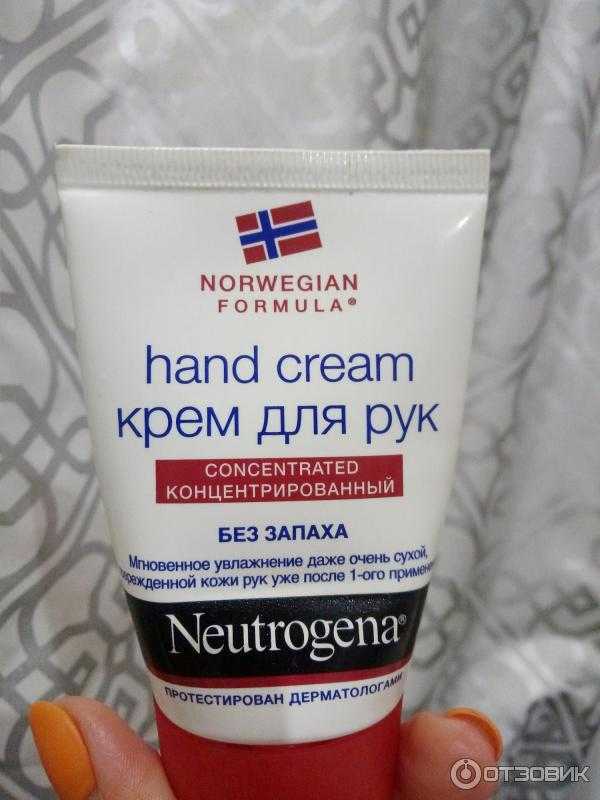 NORWEGIAN
FORMULA®
hand cream
крем для рук
CONCENTRATED
КОНЦЕНТРИРОВАННЫЙ
БЕЗ ЗАПАХА
Мгновенное увлажнение даже очень сухой,
кожи рук уже после 1-ого
Neutrogena®
ПРОТЕСТИРОВАН ДЕРМАТОЛОГАМИ
ОТЗОВИК